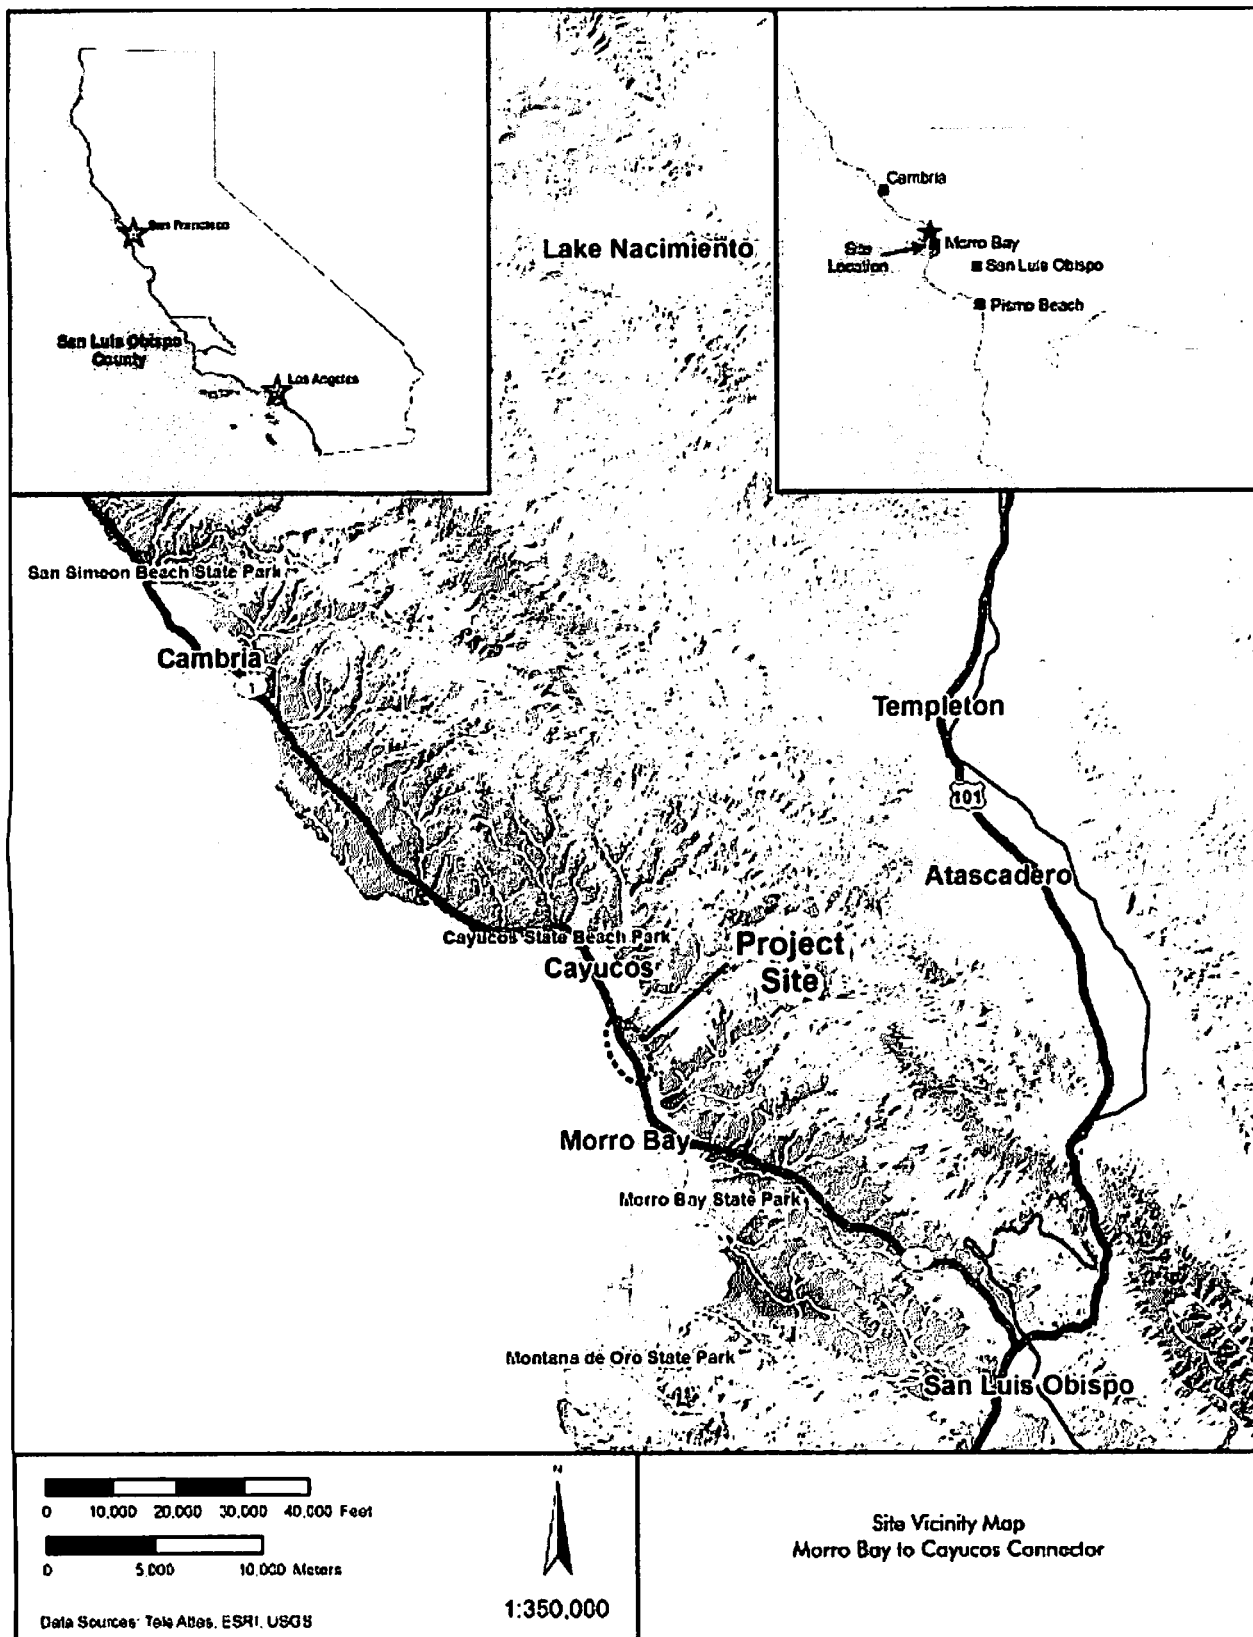 San Francisco
San Luis Obispo
County
Los Angeles
Lake Nacimiento
Cambria
Site
Location
Morro Bay
San Luis Obispo
Pismo Beach
San Simeon Beach State Park
Cambria
1
Templeton
101
Atascadero
Cayucos State Beach Park
Cayucos
Project
Site
Morro Bay
Morro Bay State Park
1
Montana de Oro State Park
San Luis Obispo
0 10,000 20,000 30,000 40,000 Feet
0 5,000 10,000 Meters
Data Sources: Tele Atlas, ESRI, USGS
N
1:350,000
Site Vicinity Map
Morro Bay to Cayucos Connector